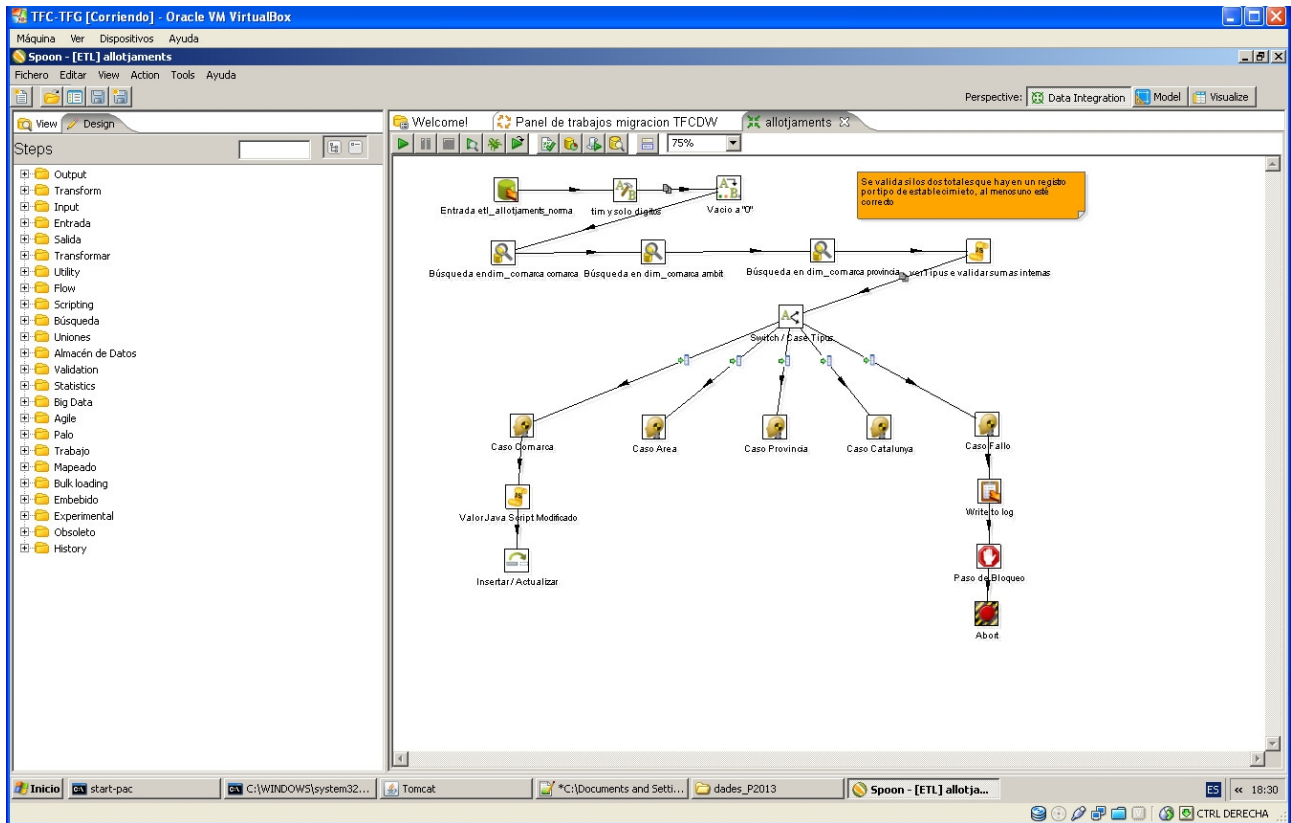 TFC-TFG [Corriendo] - Oracle VM VirtualBox
Máquina Ver Dispositivos Ayuda
Spoon - [ETL] allotjaments
Fichero Editar View Action Tools Ayuda
Perspective: Data Integration Model Visualize
View Design
Welcome! Panel de trabajos migracion TFCDW allotjaments
Steps
75%
Output
Transform
Input
Entrada
Salida
Transformar
Utility
Flow
Scripting
Búsqueda
Uniones
Almacén de Datos
Validation
Statistics
Big Data
Agile
Palo
Trabajo
Mapeado
Bulk loading
Embebido
Experimental
Obsoleto
History
Se valida si los dos totales que hay en un registo
por tipo de establecimieto, al menos uno esté
correcto
Entrada etl_allotjaments_norma
tim y solo digitos
Vacio a "0"
Búsqueda en dim_comarca comarca
Búsqueda en dim_comarca ambit
Búsqueda en dim_comarca provincia
verTipus e validar sumas internas
Switch / Case Tipus
Caso Comarca
Caso Area
Caso Provincia
Caso Catalunya
Caso Fallo
Valor Java Script Modificado
Write to log
Insertar / Actualizar
Paso de Bloqueo
Abort
Inicio start-pac C:\WINDOWS\system32... Tomcat *C:\Documents and Setti... dades_P2013 Spoon - [ETL] allotja... ES « 18:30
CTRL DERECHA